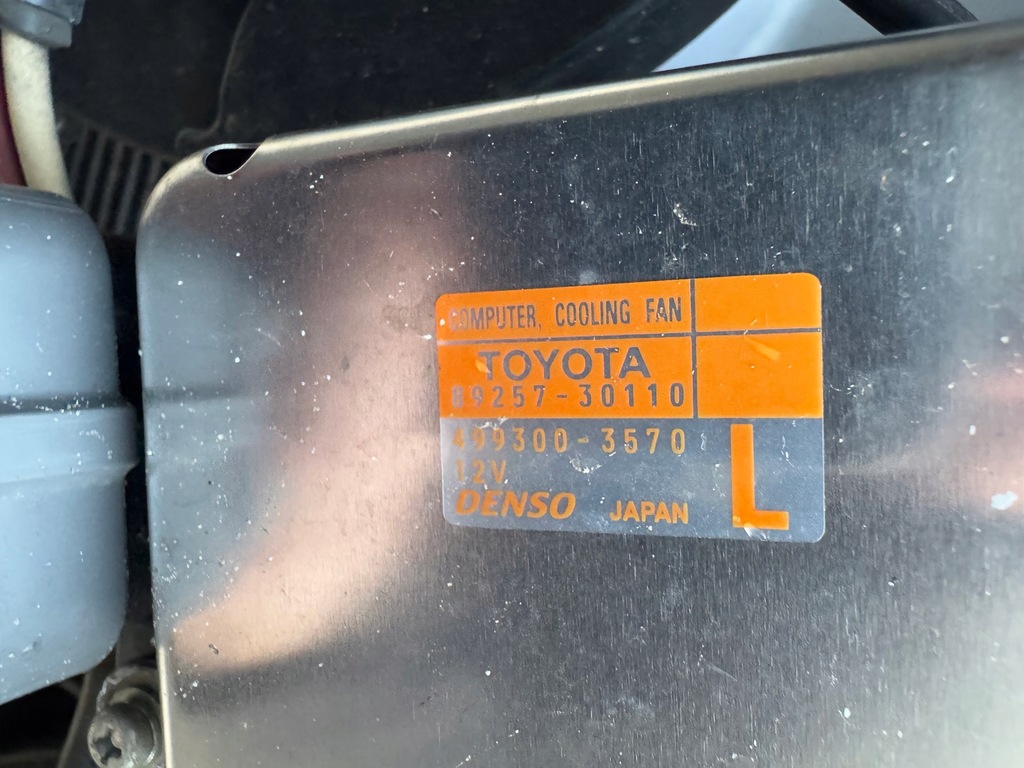 COMPUTER, COOLING FAN
TOYOTA
89257-30110
499300-3570
12V
DENSO JAPAN
L